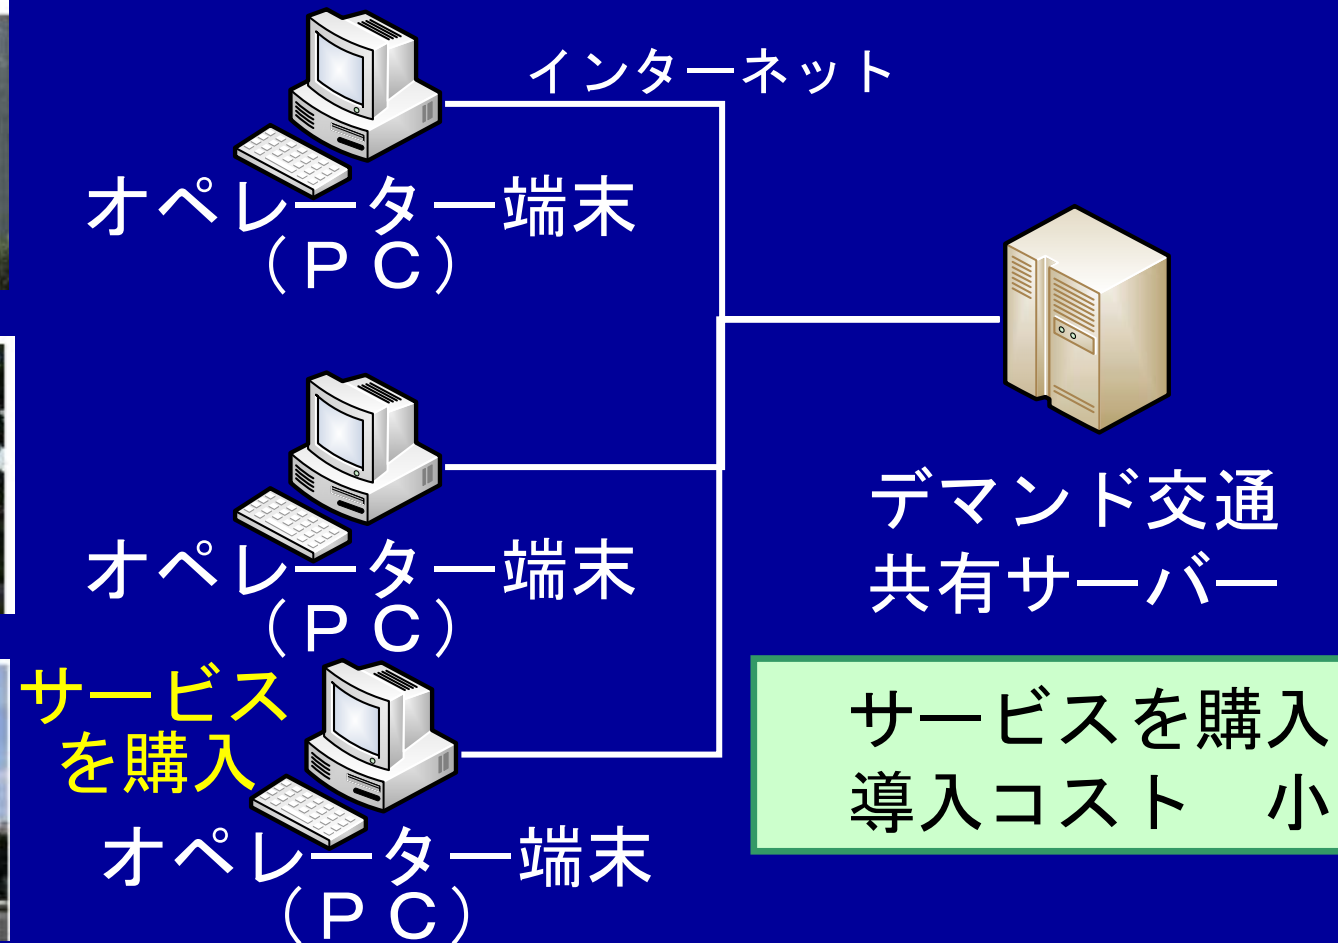 インターネット
オペレーター端末
（ＰＣ）
オペレーター端末
（ＰＣ）
デマンド交通
共有サーバー
サービス
を購入
オペレーター端末
（ＰＣ）
サービスを購入
導入コスト　小